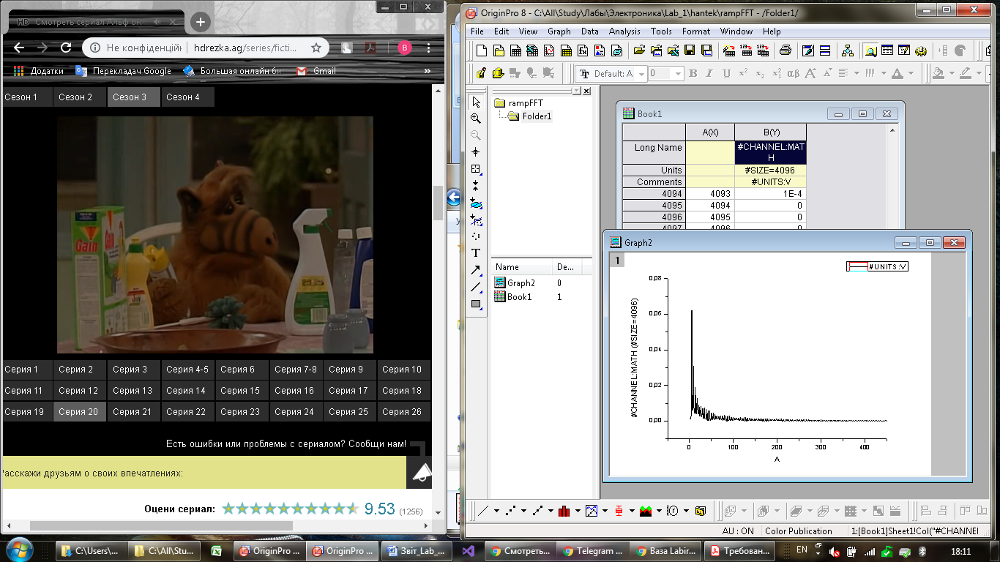 HD Смотреть сериал Альф онл
Не конфіденційн
hdrezka.ag/series/ficti...
B
Додатки
Перекладач Google
Большая онлайн би
Gmail
»
Сезон 1
Сезон 2
Сезон 3
Сезон 4
Gain
Joy
Серия 1
Серия 2
Серия 3
Серия 4-5
Серия 6
Серия 7-8
Серия 9
Серия 10
Серия 11
Серия 12
Серия 13
Серия 14
Серия 15
Серия 16
Серия 17
Серия 18
Серия 19
Серия 20
Серия 21
Серия 22
Серия 23
Серия 24
Серия 25
Серия 26
Есть ошибки или проблемы с сериалом? Сообщи нам!
Расскажи друзьям о своих впечатлениях:
Оцени сериал:
9.53 (1256)
OriginPro 8 - C:\All\Study\Лабы\Электроника\Lab_1\hantek\rampFFT - /Folder1/
File Edit View Graph Data Analysis Tools Format Window Help
Default: A
0
B I U x² x₂ x₁² αβ A A
rampFFT
Folder1
Name De...
Graph2 0
Book1 1
Book1
A(X) B(Y)
Long Name #CHANNEL:MAT
H
Units #SIZE=4096
Comments #UNITS:V
4094 4093 1E-4
4095 4094 0
4096 4095 0
4097 4096 0
Graph2
1
#UNITS:V
0,08
0,06
0,04
0,02
0,00
#CHANNEL:MATH (#SIZE=4096)
0 100 200 300 400
A
AU : ON
Color Publication
1:[Book1]Sheet1!Col("#CHANNEl
C:\Users\...
C:\All\Stu...
OriginPro ...
OriginPro ...
Звіт_Lab_...
Смотреть...
Telegram ...
База Labir...
Требован...
EN
18:11